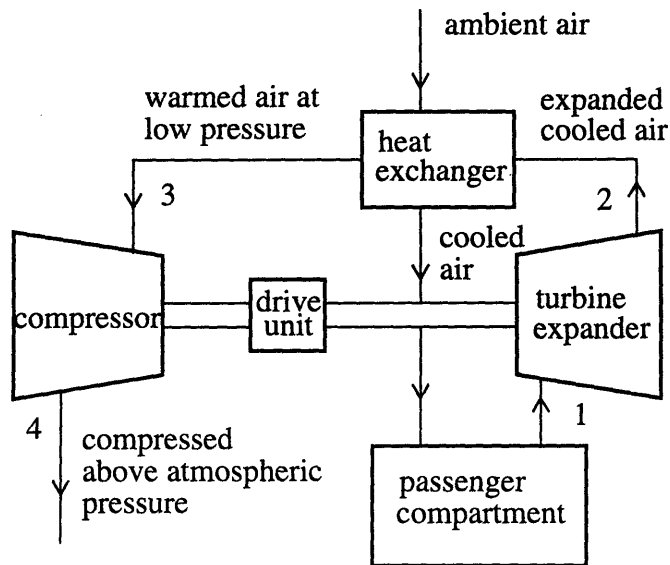 ambient air
warmed air at
low pressure
expanded
cooled air
heat
exchanger
3
2
cooled
air
compressor
drive
unit
turbine
expander
4
1
compressed
above atmospheric
pressure
passenger
compartment